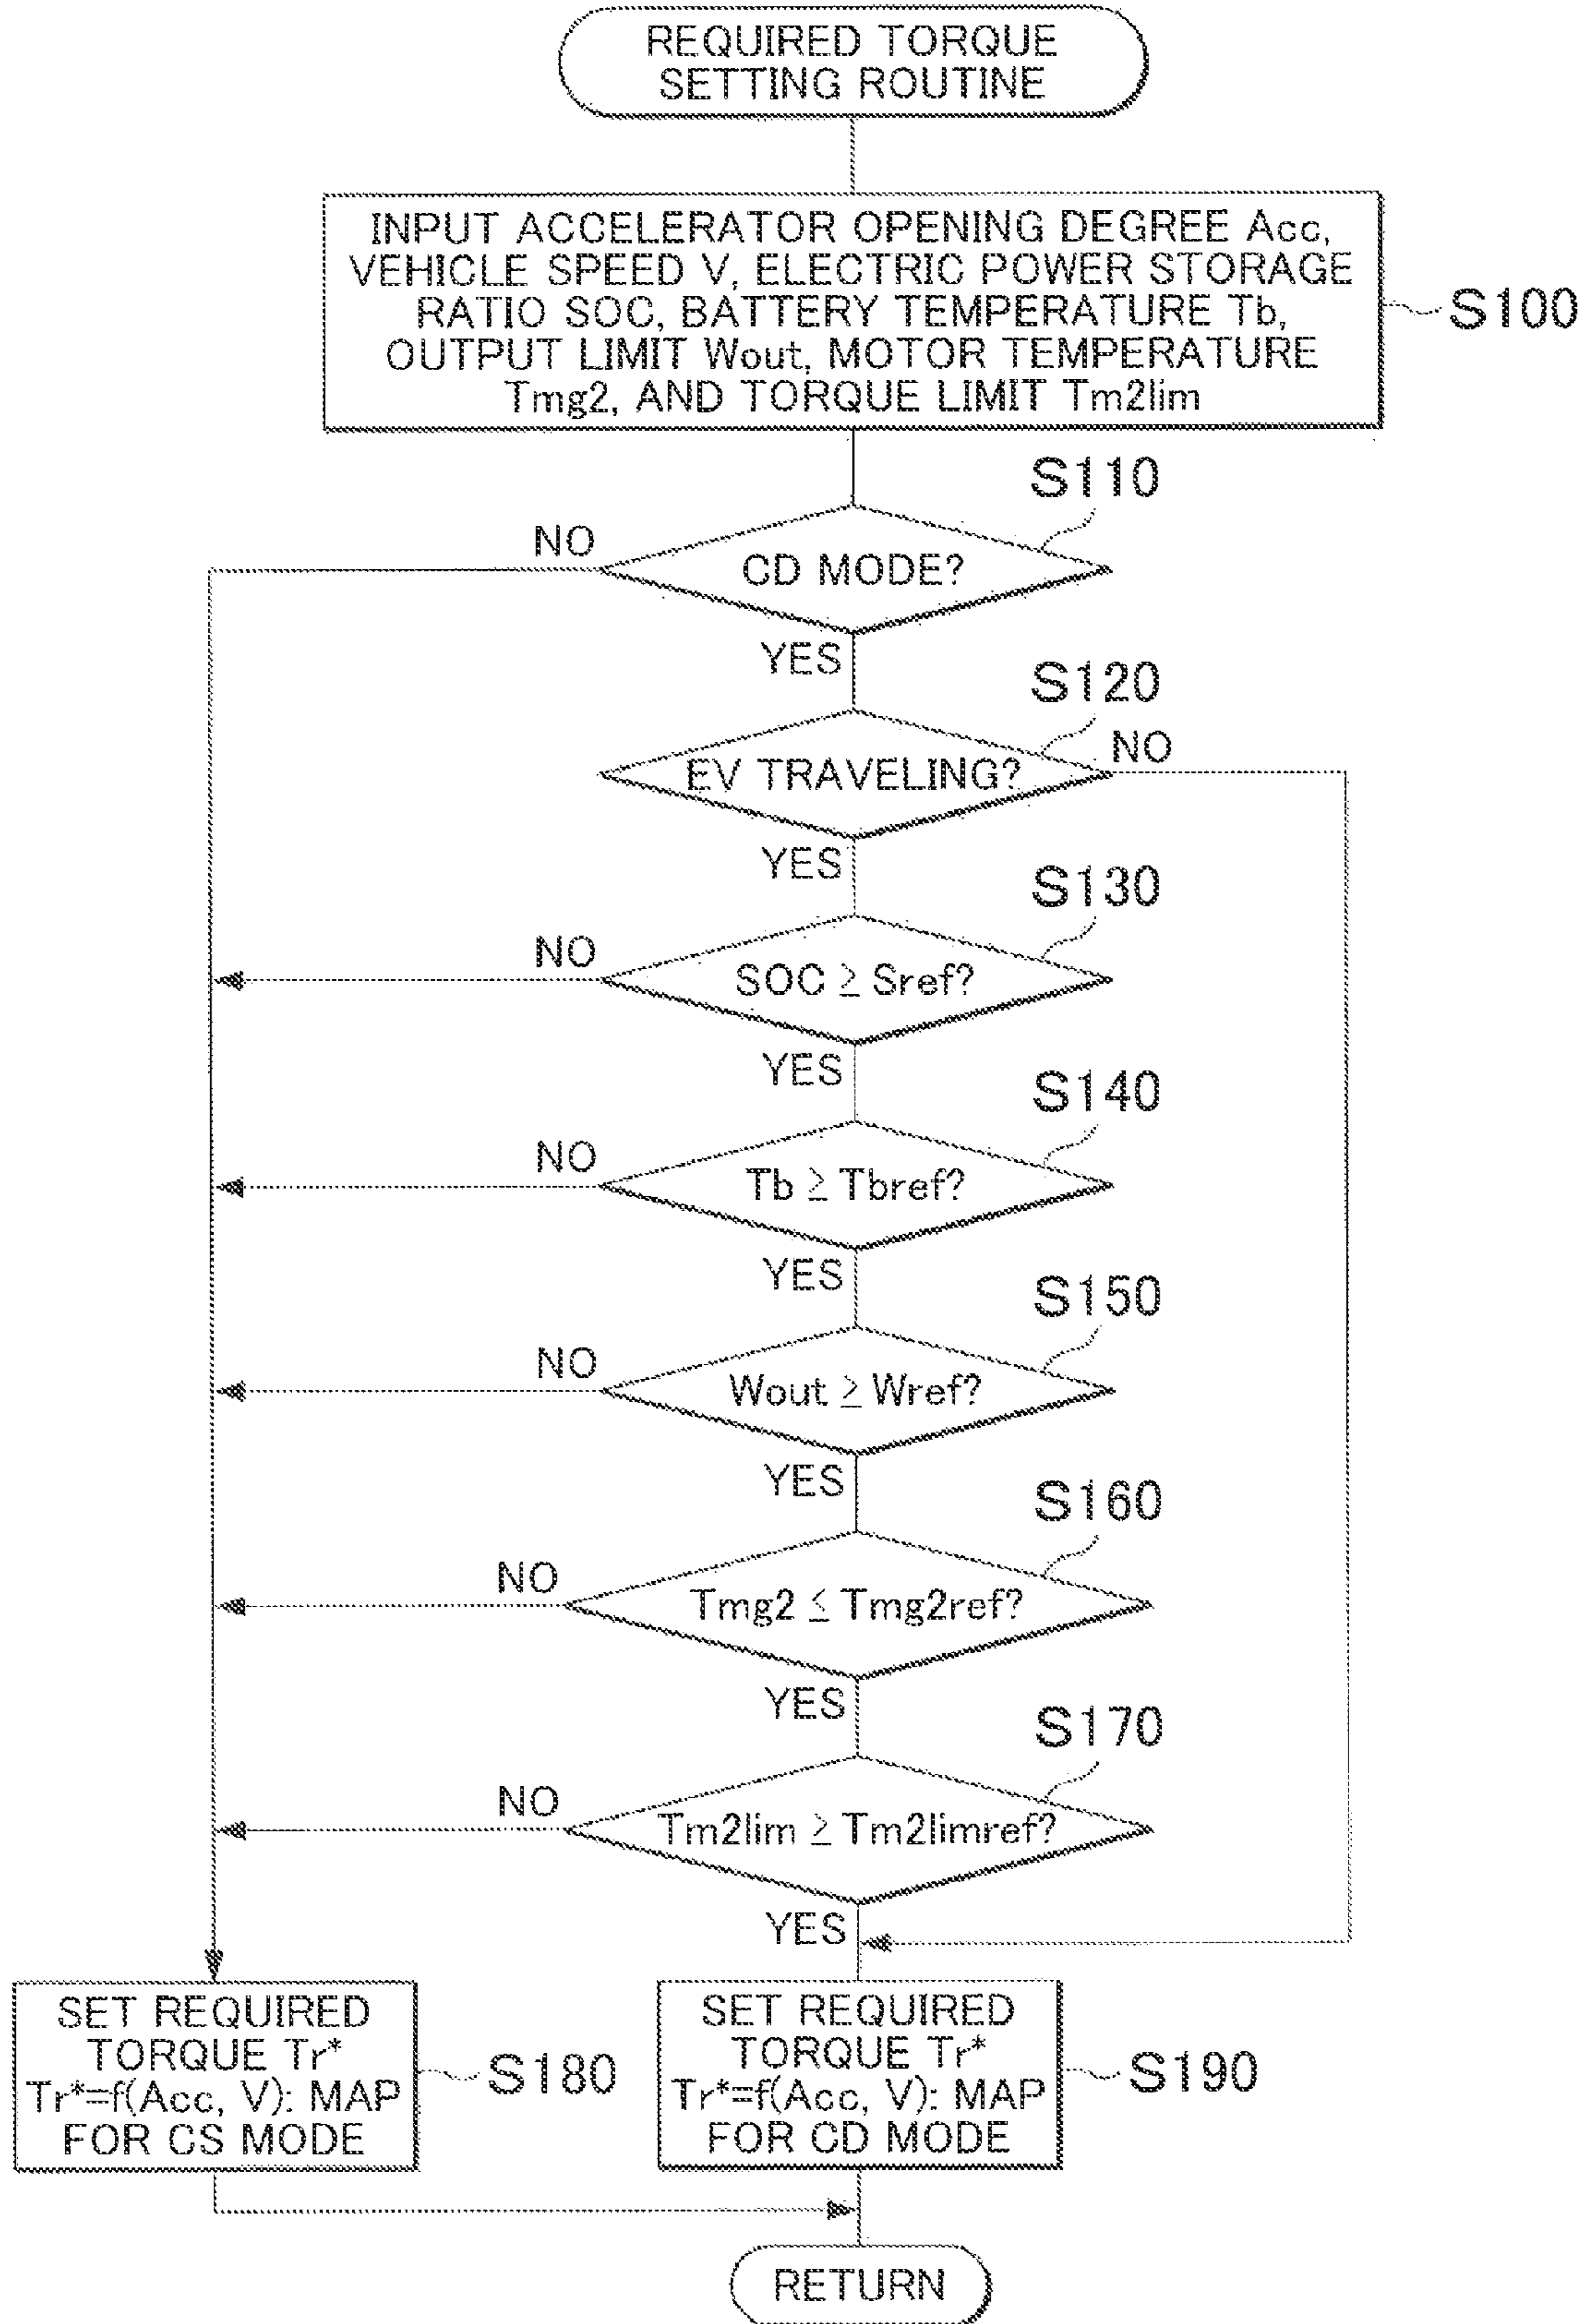 REQUIRED TORQUE
SETTING ROUTINE
INPUT ACCELERATOR OPENING DEGREE Acc,
VEHICLE SPEED V, ELECTRIC POWER STORAGE
RATIO SOC, BATTERY TEMPERATURE Tb,
OUTPUT LIMIT Wout, MOTOR TEMPERATURE
Tmg2, AND TORQUE LIMIT Tm2lim
S100
S110
NO
CD MODE?
YES
S120
NO
EV TRAVELING?
YES
S130
NO
SOC ≥ Sref?
YES
S140
NO
Tb ≥ Tbref?
YES
S150
NO
Wout ≥ Wref?
YES
S160
NO
Tmg2 ≤ Tmg2ref?
YES
S170
NO
Tm2lim ≥ Tm2limref?
YES
SET REQUIRED
TORQUE Tr*
Tr*=f(Acc, V): MAP
FOR CS MODE
S180
SET REQUIRED
TORQUE Tr*
Tr*=f(Acc, V): MAP
FOR CD MODE
S190
RETURN